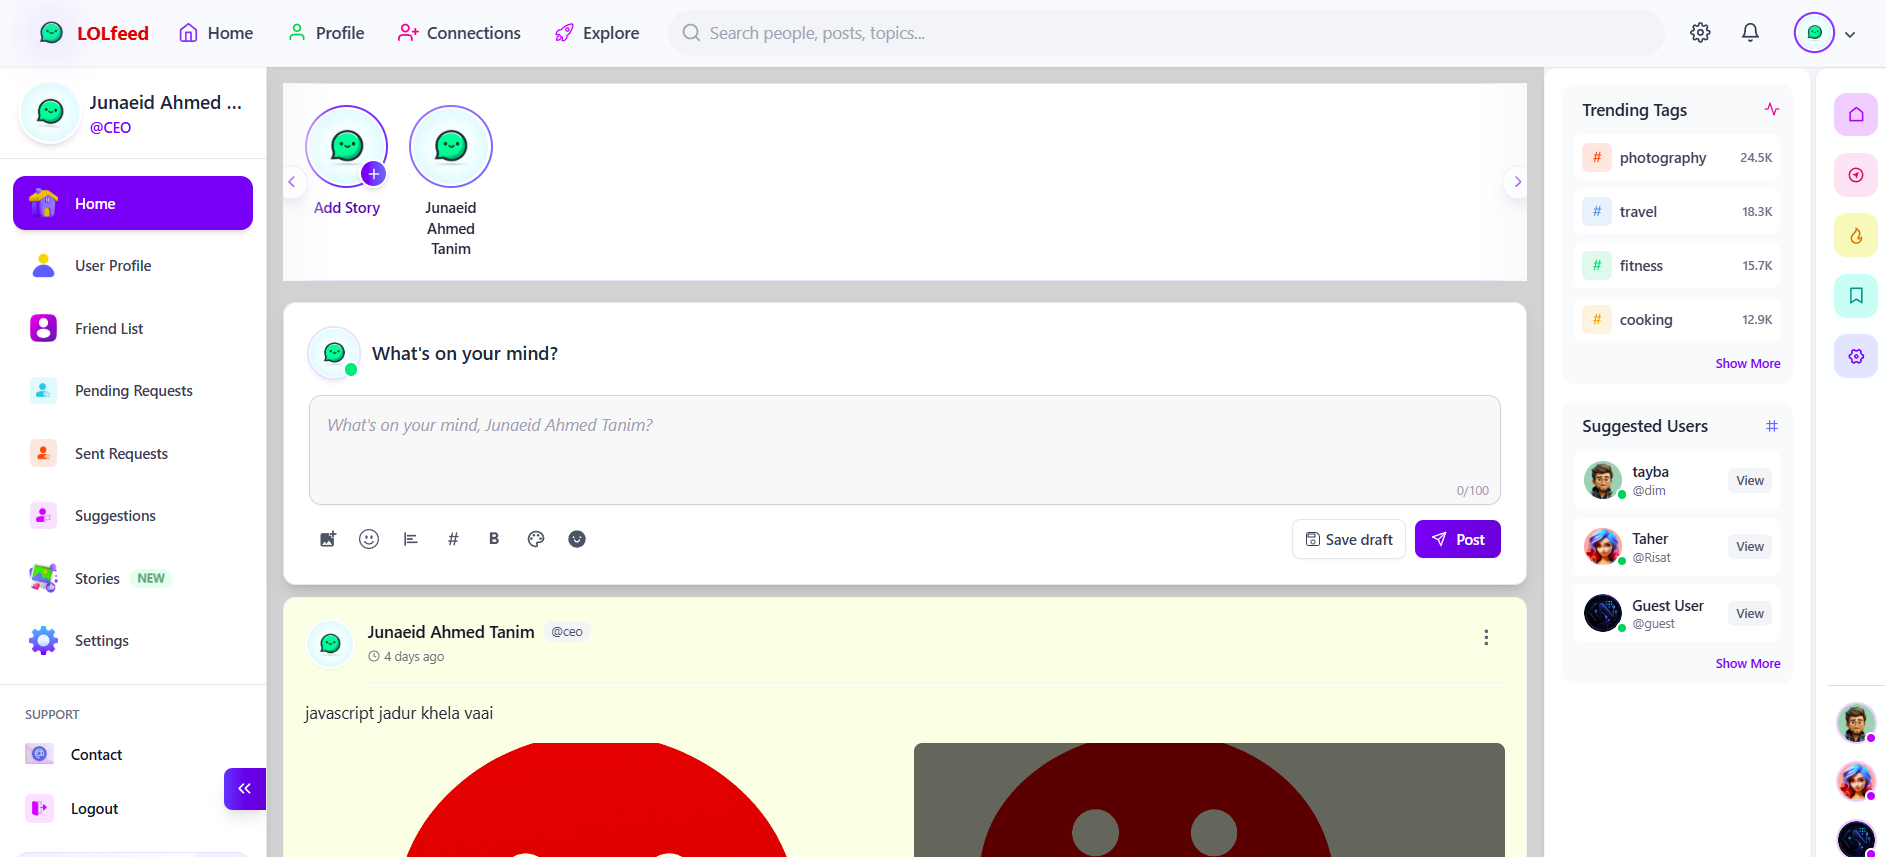 LOLfeed
Home
Profile
Connections
Explore
Search people, posts, topics...
Junaeid Ahmed ...
@CEO
Home
User Profile
Friend List
Pending Requests
Sent Requests
Suggestions
Stories NEW
Settings
SUPPORT
Contact
Logout
Add Story
Junaeid
Ahmed
Tanim
What's on your mind?
What's on your mind, Junaeid Ahmed Tanim?
0/100
# B
Save draft
Post
Junaeid Ahmed Tanim @ceo
4 days ago
javascript jadur khela vaai
Trending Tags
# photography 24.5K
# travel 18.3K
# fitness 15.7K
# cooking 12.9K
Show More
Suggested Users #
tayba
@dim
View
Taher
@Risat
View
Guest User
@guest
View
Show More